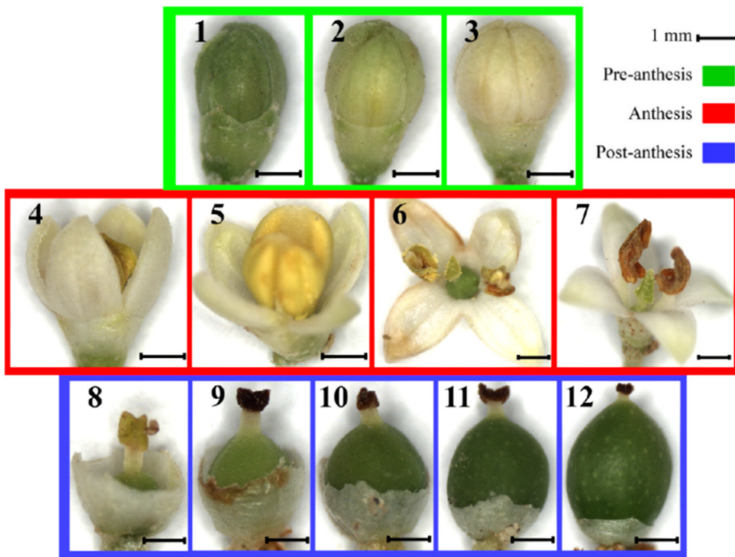 1 2 3
1 mm
Pre-anthesis
Anthesis
Post-anthesis
4 5 6 7
8 9 10 11 12